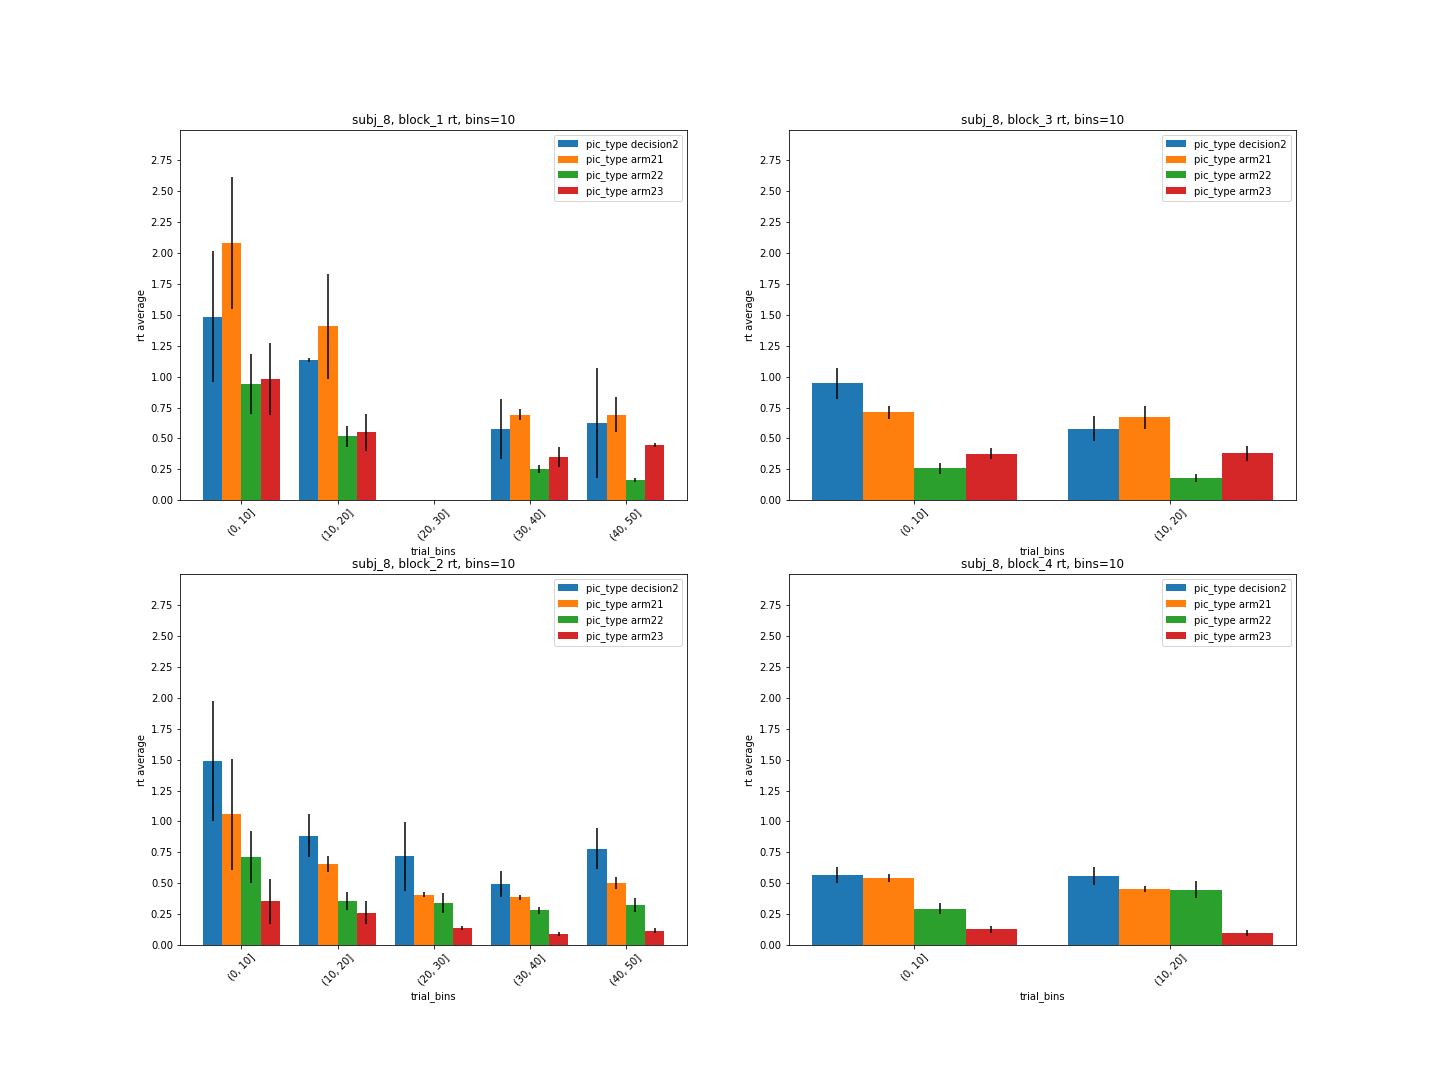 subj_8, block_1 rt, bins=10
pic_type decision2
pic_type arm21
pic_type arm22
pic_type arm23
2.75
2.50
2.25
2.00
1.75
1.50
1.25
1.00
0.75
0.50
0.25
0.00
rt average
(0, 10]
(10, 20]
(20, 30]
(30, 40]
(40, 50]
trial_bins
subj_8, block_3 rt, bins=10
pic_type decision2
pic_type arm21
pic_type arm22
pic_type arm23
2.75
2.50
2.25
2.00
1.75
1.50
1.25
1.00
0.75
0.50
0.25
0.00
rt average
(0, 10]
(10, 20]
trial_bins
subj_8, block_2 rt, bins=10
pic_type decision2
pic_type arm21
pic_type arm22
pic_type arm23
2.75
2.50
2.25
2.00
1.75
1.50
1.25
1.00
0.75
0.50
0.25
0.00
rt average
(0, 10]
(10, 20]
(20, 30]
(30, 40]
(40, 50]
trial_bins
subj_8, block_4 rt, bins=10
pic_type decision2
pic_type arm21
pic_type arm22
pic_type arm23
2.75
2.50
2.25
2.00
1.75
1.50
1.25
1.00
0.75
0.50
0.25
0.00
rt average
(0, 10]
(10, 20]
trial_bins